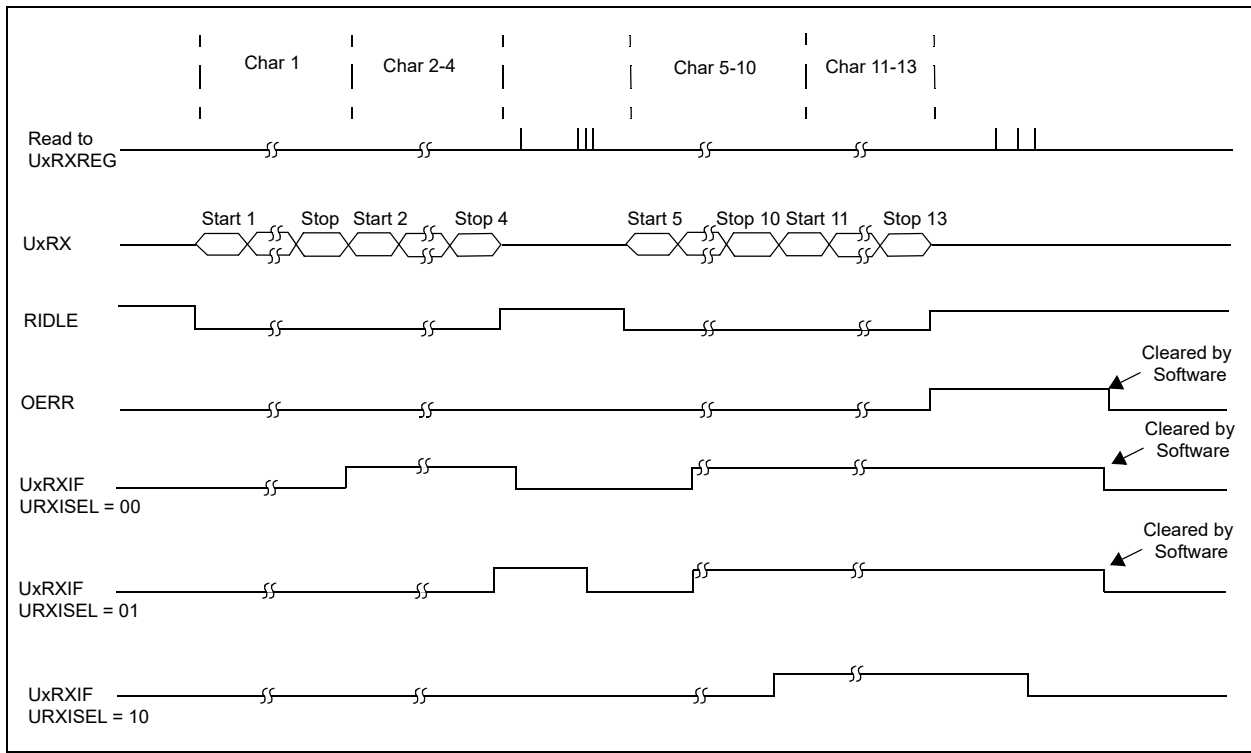 Char 1
Char 2-4
Char 5-10
Char 11-13
Read to
UxRXREG
Start 1
Stop
Start 2
Stop 4
Start 5
Stop 10
Start 11
Stop 13
UxRX
RIDLE
Cleared by
Software
OERR
Cleared by
Software
UxRXIF
URXISEL = 00
Cleared by
Software
UxRXIF
URXISEL = 01
UxRXIF
URXISEL = 10